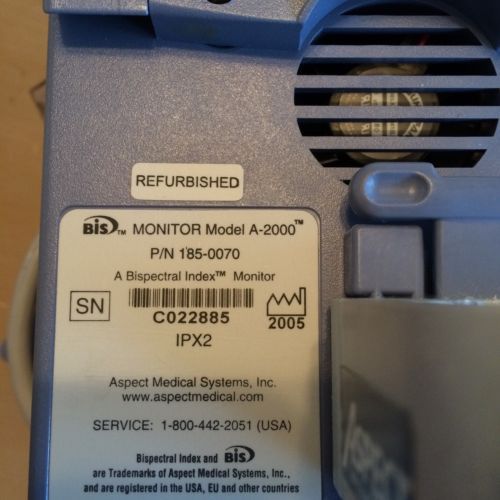 REFURBISHED
BIS™ MONITOR Model A-2000™
P/N 185-0070
A Bispectral Index™ Monitor
SN
C022885
2005
IPX2
Aspect Medical Systems, Inc.
www.aspectmedical.com
SERVICE: 1-800-442-2051 (USA)
Bispectral Index and BIS
are Trademarks of Aspect Medical Systems, Inc.,
and are registered in the USA, EU and other countries
ASPECT